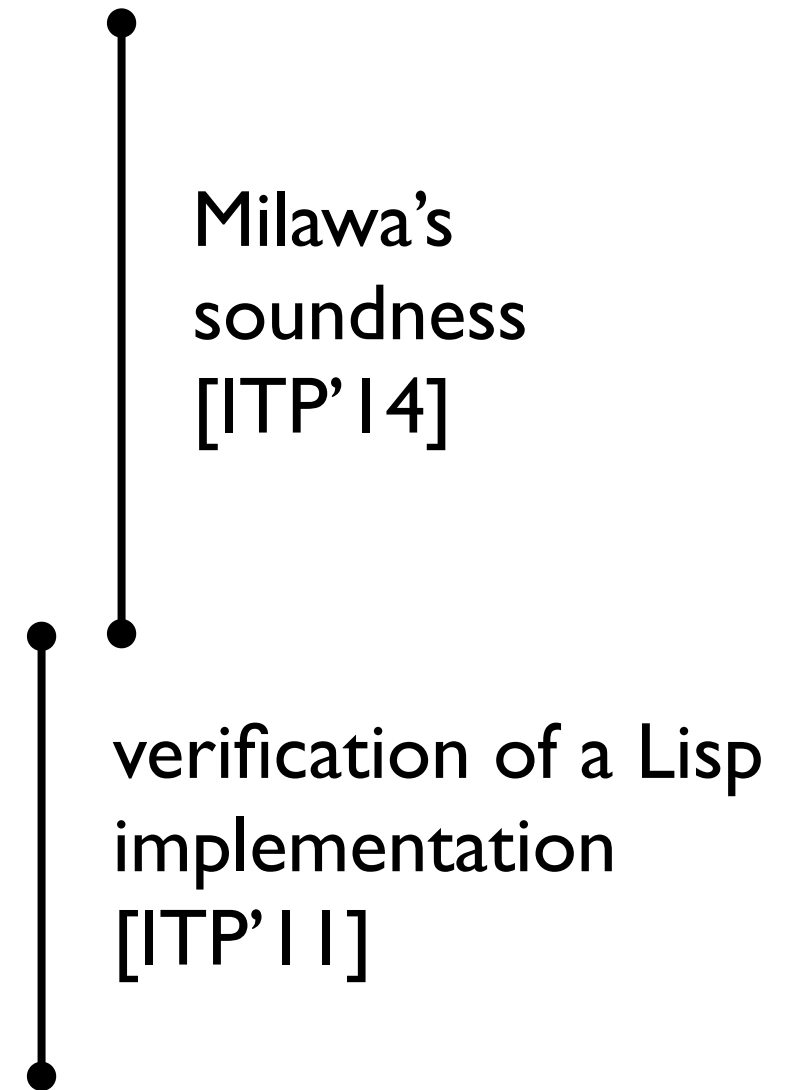 Milawa’s
soundness
[ITP’14]
verification of a Lisp
implementation
[ITP’11]